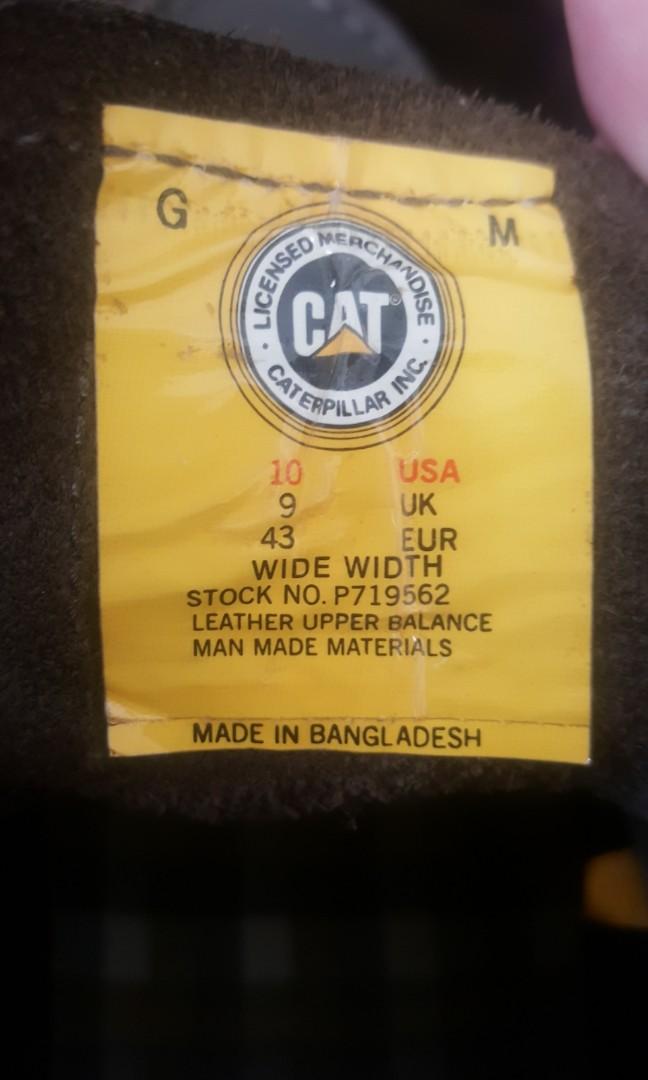 G M
LICENSED MERCHANDISE
CAT®
CATERPILLAR INC.
10 USA
9 UK
43 EUR
WIDE WIDTH
STOCK NO. P719562
LEATHER UPPER BALANCE
MAN MADE MATERIALS
MADE IN BANGLADESH